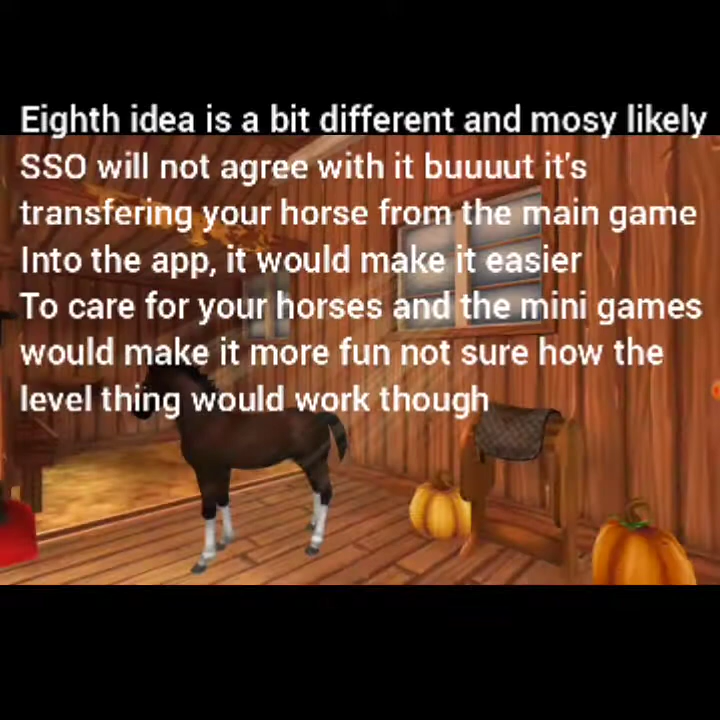 Eighth idea is a bit different and mosy likely
SSO will not agree with it buuuut it's
transfering your horse from the main game
Into the app, it would make it easier
To care for your horses and the mini games
would make it more fun not sure how the
level thing would work though